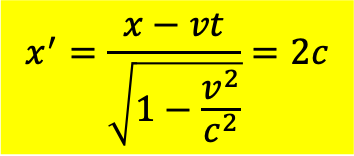 x′ = (x − vt) / √(1 − v²/c²) = 2c